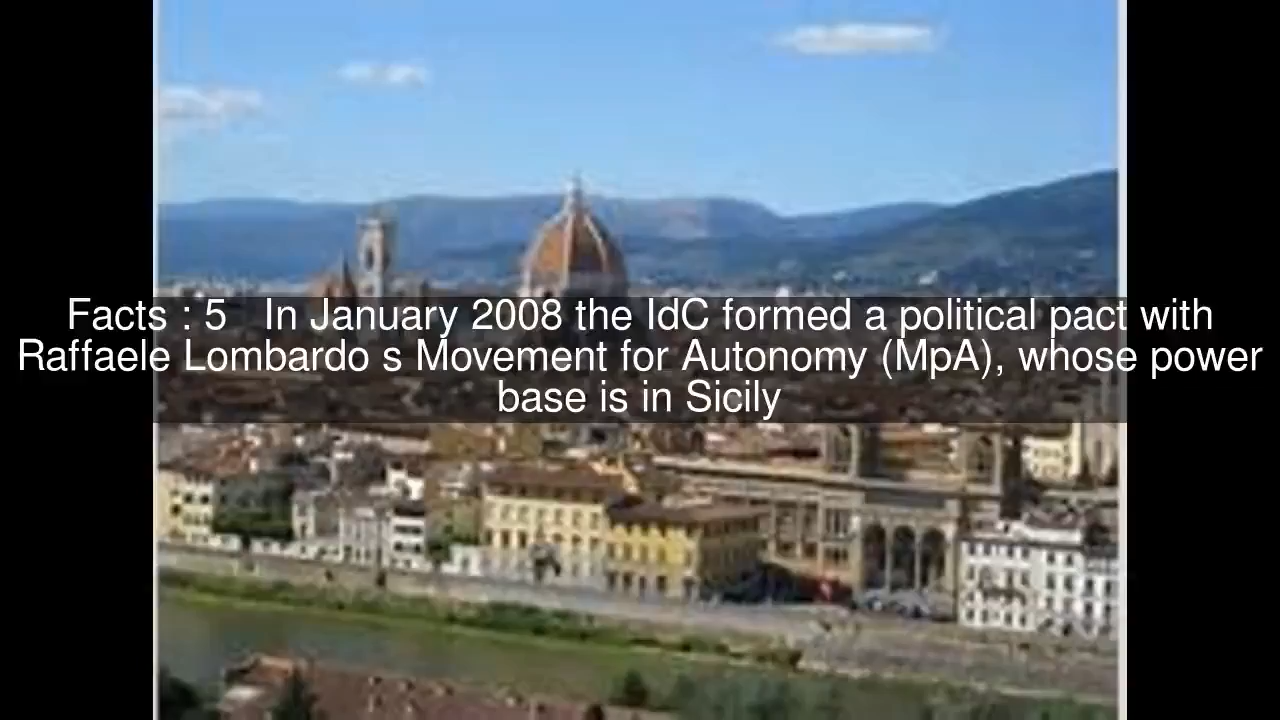 Facts : 5   In January 2008 the IdC formed a political pact with
Raffaele Lombardo s Movement for Autonomy (MpA), whose power
base is in Sicily